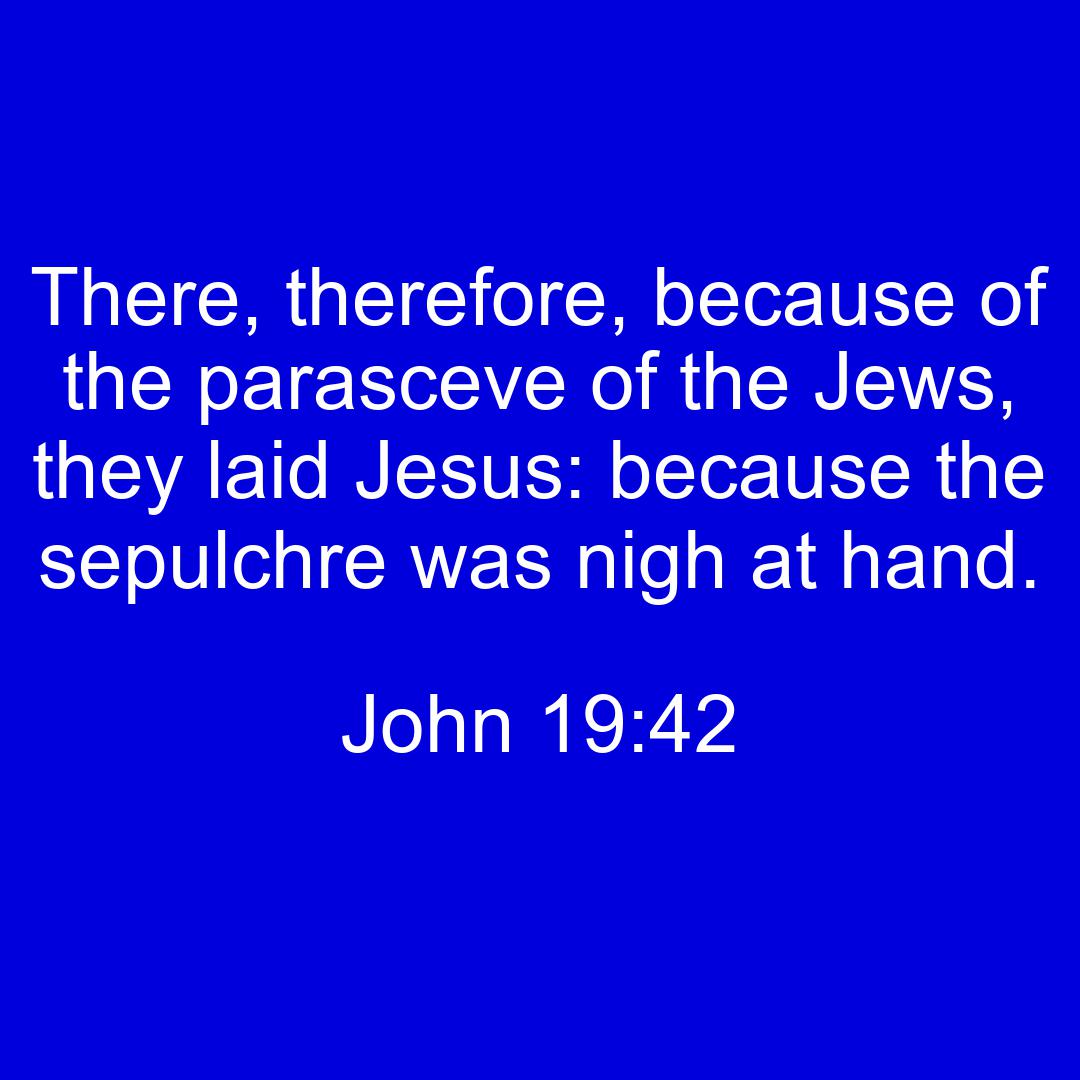 There, therefore, because of
the parasceve of the Jews,
they laid Jesus: because the
sepulchre was nigh at hand.
John 19:42